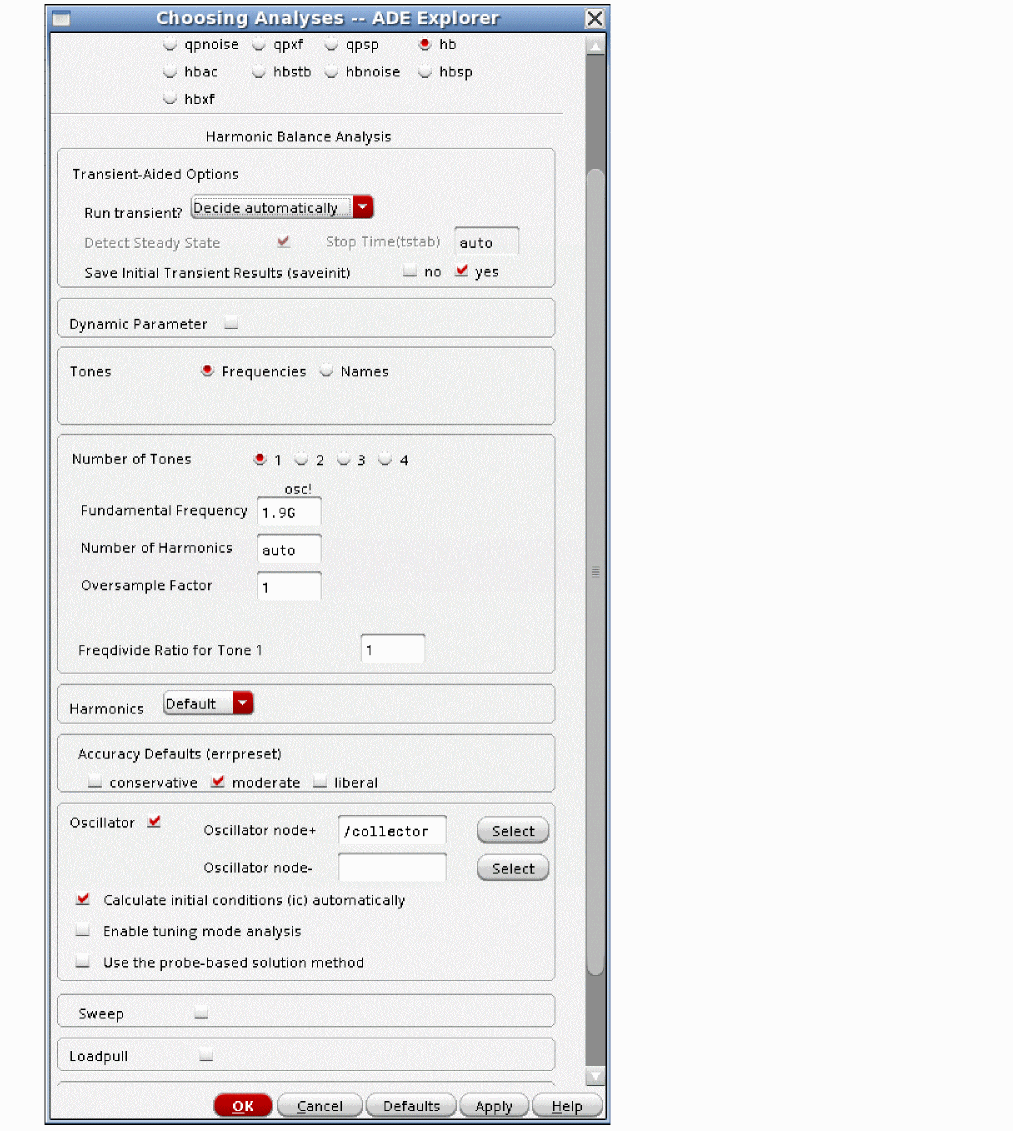 Choosing Analyses -- ADE Explorer
qpnoise qpxf qpsp hb
hbac hbstb hbnoise hbsp
hbxf
Harmonic Balance Analysis
Transient-Aided Options
Run transient? Decide automatically
Detect Steady State Stop Time(tstab) auto
Save Initial Transient Results (saveinit) no yes
Dynamic Parameter
Tones Frequencies Names
Number of Tones 1 2 3 4
osc!
Fundamental Frequency 1.9G
Number of Harmonics auto
Oversample Factor 1
Freqdivide Ratio for Tone 1 1
Harmonics Default
Accuracy Defaults (errpreset)
conservative moderate liberal
Oscillator Oscillator node+ /collector Select
Oscillator node- Select
Calculate initial conditions (ic) automatically
Enable tuning mode analysis
Use the probe-based solution method
Sweep
Loadpull
OK Cancel Defaults Apply Help